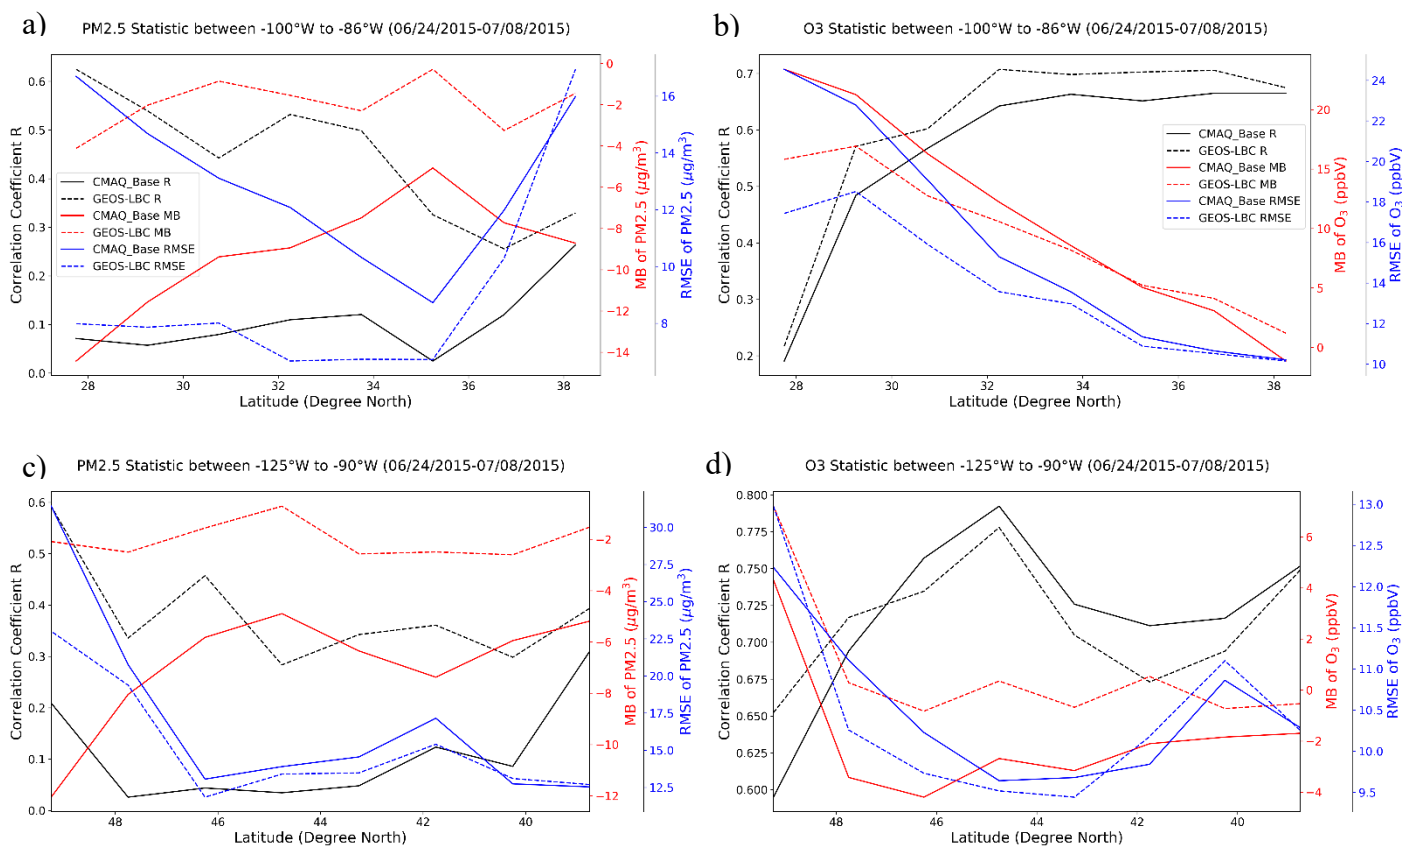 a)
PM2.5 Statistic between -100°W to -86°W (06/24/2015-07/08/2015)
0.6
0.5
0.4
0.3
0.2
0.1
0.0
Correlation Coefficient R
CMAQ_Base R
GEOS-LBC R
CMAQ_Base MB
GEOS-LBC MB
CMAQ_Base RMSE
GEOS-LBC RMSE
28
30
32
34
36
38
Latitude (Degree North)
0
−2
−4
−6
−8
−10
−12
−14
MB of PM2.5 (μg/m³)
16
14
12
10
8
RMSE of PM2.5 (μg/m³)
b)
O3 Statistic between -100°W to -86°W (06/24/2015-07/08/2015)
0.7
0.6
0.5
0.4
0.3
0.2
Correlation Coefficient R
CMAQ_Base R
GEOS-LBC R
CMAQ_Base MB
GEOS-LBC MB
CMAQ_Base RMSE
GEOS-LBC RMSE
28
30
32
34
36
38
Latitude (Degree North)
20
15
10
5
0
MB of O₃ (ppbV)
24
22
20
18
16
14
12
10
RMSE of O₃ (ppbV)
c)
PM2.5 Statistic between -125°W to -90°W (06/24/2015-07/08/2015)
0.6
0.5
0.4
0.3
0.2
0.1
0.0
Correlation Coefficient R
48
46
44
42
40
Latitude (Degree North)
−2
−4
−6
−8
−10
−12
MB of PM2.5 (μg/m³)
30.0
27.5
25.0
22.5
20.0
17.5
15.0
12.5
RMSE of PM2.5 (μg/m³)
d)
O3 Statistic between -125°W to -90°W (06/24/2015-07/08/2015)
0.800
0.775
0.750
0.725
0.700
0.675
0.650
0.625
0.600
Correlation Coefficient R
48
46
44
42
40
Latitude (Degree North)
6
4
2
0
−2
−4
MB of O₃ (ppbV)
13.0
12.5
12.0
11.5
11.0
10.5
10.0
9.5
RMSE of O₃ (ppbV)